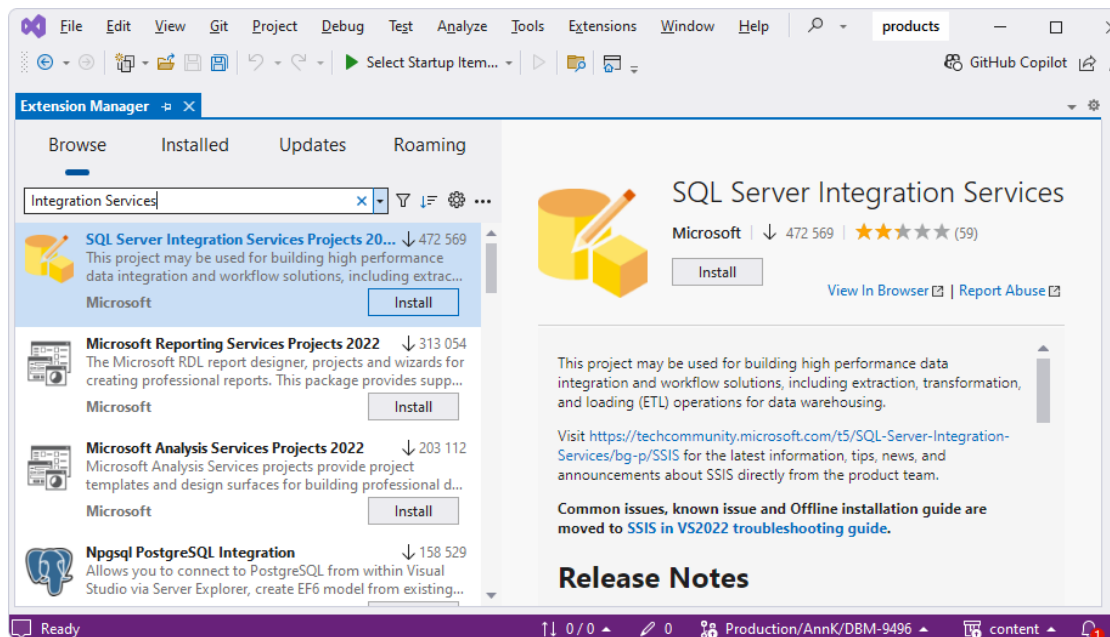 File Edit View Git Project Debug Test Analyze Tools Extensions Window Help products
Select Startup Item... GitHub Copilot
Extension Manager
Browse Installed Updates Roaming
Integration Services
SQL Server Integration Services Projects 20... 472 569
This project may be used for building high performance
data integration and workflow solutions, including extrac...
Microsoft Install
Microsoft Reporting Services Projects 2022 313 054
The Microsoft RDL report designer, projects and wizards for
creating professional reports. This package provides supp...
Microsoft Install
Microsoft Analysis Services Projects 2022 203 112
Microsoft Analysis Services projects provide project
templates and design surfaces for building professional d...
Microsoft Install
Npgsql PostgreSQL Integration 158 529
Allows you to connect to PostgreSQL from within Visual
Studio via Server Explorer, create EF6 model from existing...
SQL Server Integration Services
Microsoft 472 569 (59)
Install
View In Browser | Report Abuse
This project may be used for building high performance data
integration and workflow solutions, including extraction, transformation,
and loading (ETL) operations for data warehousing.
Visit https://techcommunity.microsoft.com/t5/SQL-Server-Integration-
Services/bg-p/SSIS for the latest information, tips, news, and
announcements about SSIS directly from the product team.
Common issues, known issue and Offline installation guide are
moved to SSIS in VS2022 troubleshooting guide.
Release Notes
Ready 0 / 0 0 Production/AnnK/DBM-9496 content 1